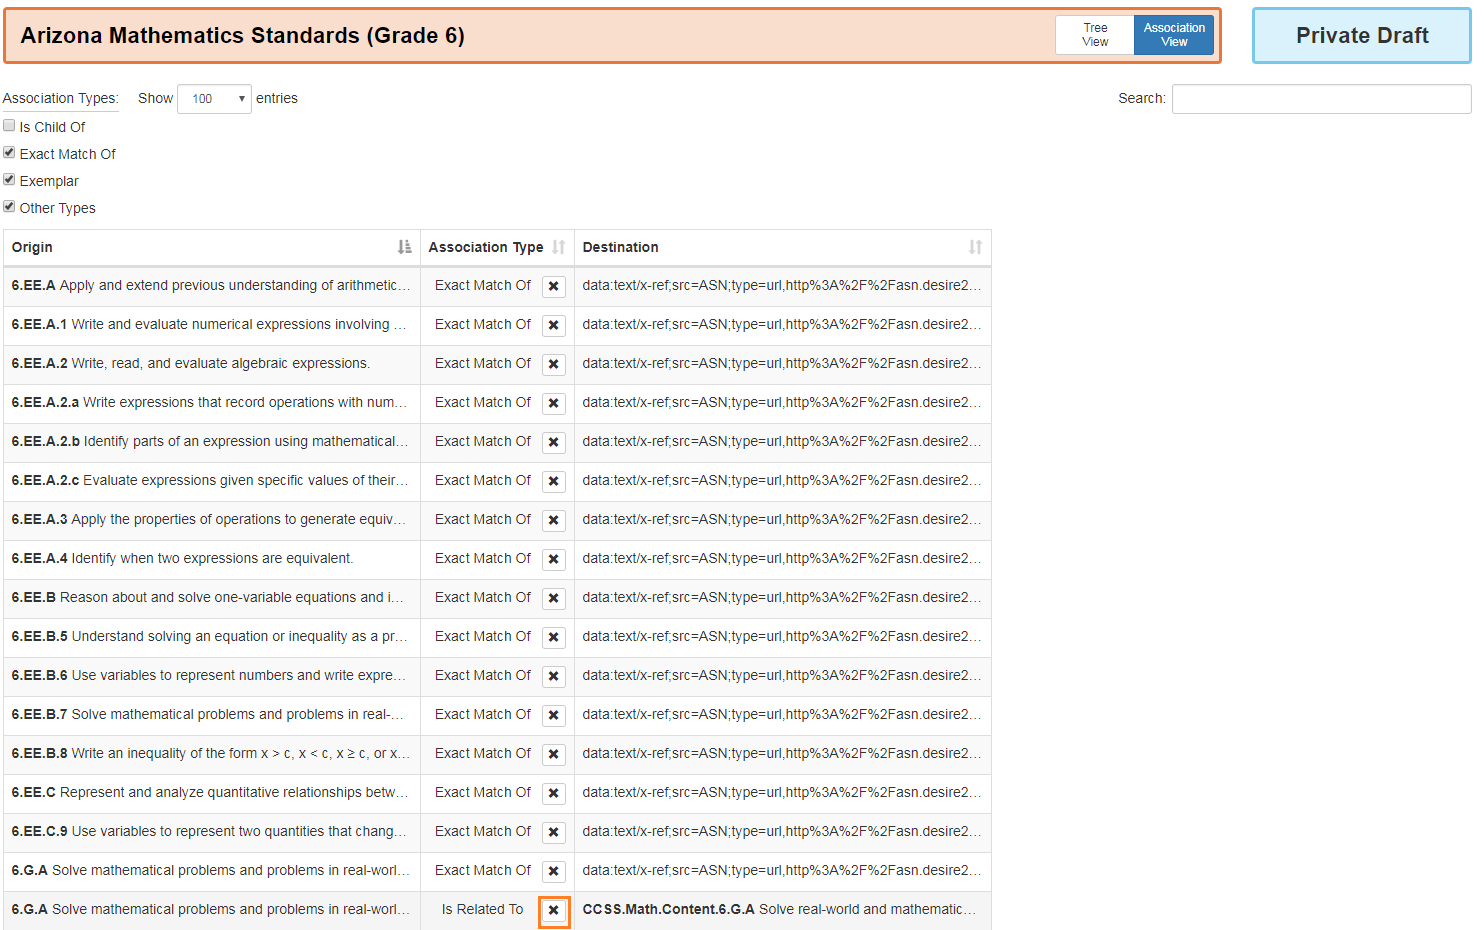 Arizona Mathematics Standards (Grade 6)
Tree View
Association View
Private Draft
Association Types:
Show 100 entries
Search:
Is Child Of
Exact Match Of
Exemplar
Other Types
Origin Association Type Destination
6.EE.A Apply and extend previous understanding of arithmetic... Exact Match Of data:text/x-ref;src=ASN;type=url,http%3A%2F%2Fasn.desire2...
6.EE.A.1 Write and evaluate numerical expressions involving ... Exact Match Of data:text/x-ref;src=ASN;type=url,http%3A%2F%2Fasn.desire2...
6.EE.A.2 Write, read, and evaluate algebraic expressions. Exact Match Of data:text/x-ref;src=ASN;type=url,http%3A%2F%2Fasn.desire2...
6.EE.A.2.a Write expressions that record operations with num... Exact Match Of data:text/x-ref;src=ASN;type=url,http%3A%2F%2Fasn.desire2...
6.EE.A.2.b Identify parts of an expression using mathematical... Exact Match Of data:text/x-ref;src=ASN;type=url,http%3A%2F%2Fasn.desire2...
6.EE.A.2.c Evaluate expressions given specific values of their... Exact Match Of data:text/x-ref;src=ASN;type=url,http%3A%2F%2Fasn.desire2...
6.EE.A.3 Apply the properties of operations to generate equiv... Exact Match Of data:text/x-ref;src=ASN;type=url,http%3A%2F%2Fasn.desire2...
6.EE.A.4 Identify when two expressions are equivalent. Exact Match Of data:text/x-ref;src=ASN;type=url,http%3A%2F%2Fasn.desire2...
6.EE.B Reason about and solve one-variable equations and i... Exact Match Of data:text/x-ref;src=ASN;type=url,http%3A%2F%2Fasn.desire2...
6.EE.B.5 Understand solving an equation or inequality as a pr... Exact Match Of data:text/x-ref;src=ASN;type=url,http%3A%2F%2Fasn.desire2...
6.EE.B.6 Use variables to represent numbers and write expre... Exact Match Of data:text/x-ref;src=ASN;type=url,http%3A%2F%2Fasn.desire2...
6.EE.B.7 Solve mathematical problems and problems in real-... Exact Match Of data:text/x-ref;src=ASN;type=url,http%3A%2F%2Fasn.desire2...
6.EE.B.8 Write an inequality of the form x > c, x < c, x ≥ c, or x... Exact Match Of data:text/x-ref;src=ASN;type=url,http%3A%2F%2Fasn.desire2...
6.EE.C Represent and analyze quantitative relationships betw... Exact Match Of data:text/x-ref;src=ASN;type=url,http%3A%2F%2Fasn.desire2...
6.EE.C.9 Use variables to represent two quantities that chang... Exact Match Of data:text/x-ref;src=ASN;type=url,http%3A%2F%2Fasn.desire2...
6.G.A Solve mathematical problems and problems in real-worl... Exact Match Of data:text/x-ref;src=ASN;type=url,http%3A%2F%2Fasn.desire2...
6.G.A Solve mathematical problems and problems in real-worl... Is Related To CCSS.Math.Content.6.G.A Solve real-world and mathematic...